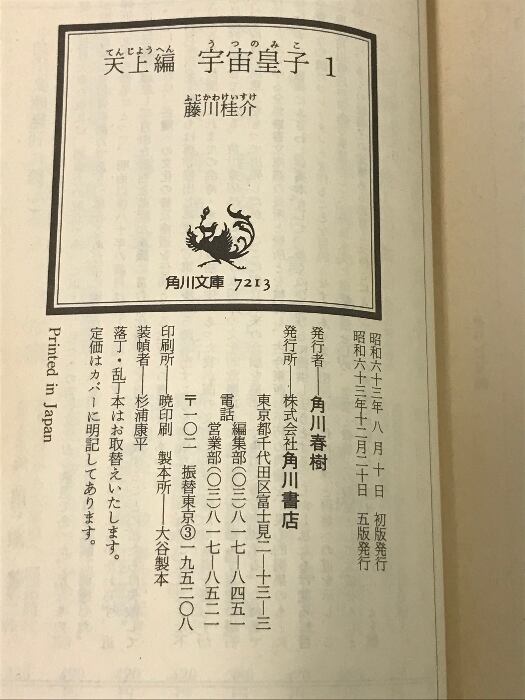 てんじようへん うつのみこ
天上編 宇宙皇子 1
ふじかわけいすけ
藤川桂介
角川文庫 7213
昭和六十三年 八月 十日 初版発行
昭和六十三年十二月二十日 五版発行
発行者――角川春樹
発行所――株式会社角川書店
東京都千代田区富士見二―十三―三
電話 編集部(〇三)八一七―八四五一
営業部(〇三)八一七―八五二一
〒一〇二 振替東京③一九五二〇八
印刷所――暁印刷 製本所――大谷製本
装幀者――杉浦康平
落丁・乱丁本はお取替えいたします。
定価はカバーに明記してあります。
Printed in Japan